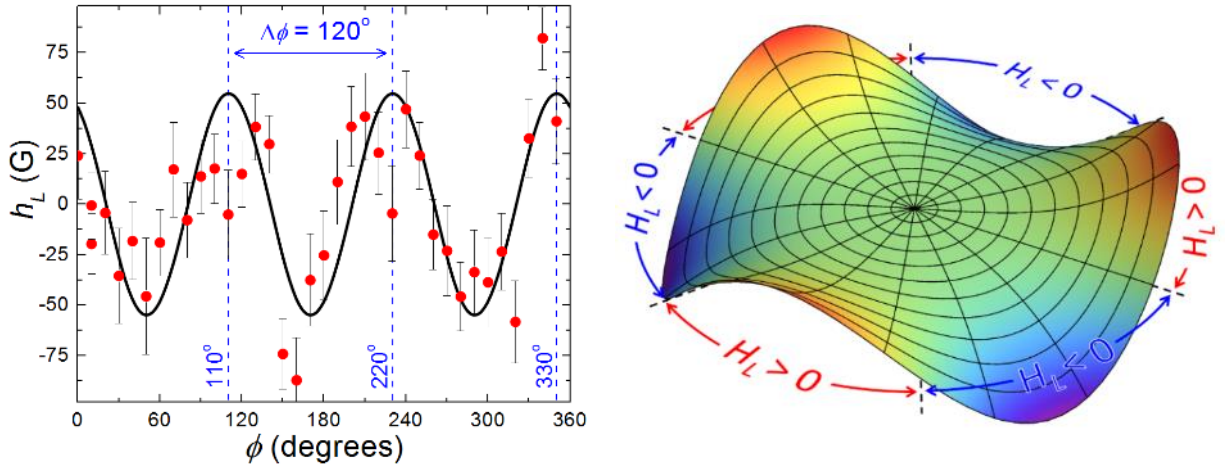 h_L (G)
75
50
25
0
-25
-50
-75
Λϕ = 120°
110°
220°
330°
0
60
120
180
240
300
360
ϕ (degrees)
H_L < 0
H_L < 0
H_L > 0
H_L > 0
H_L < 0